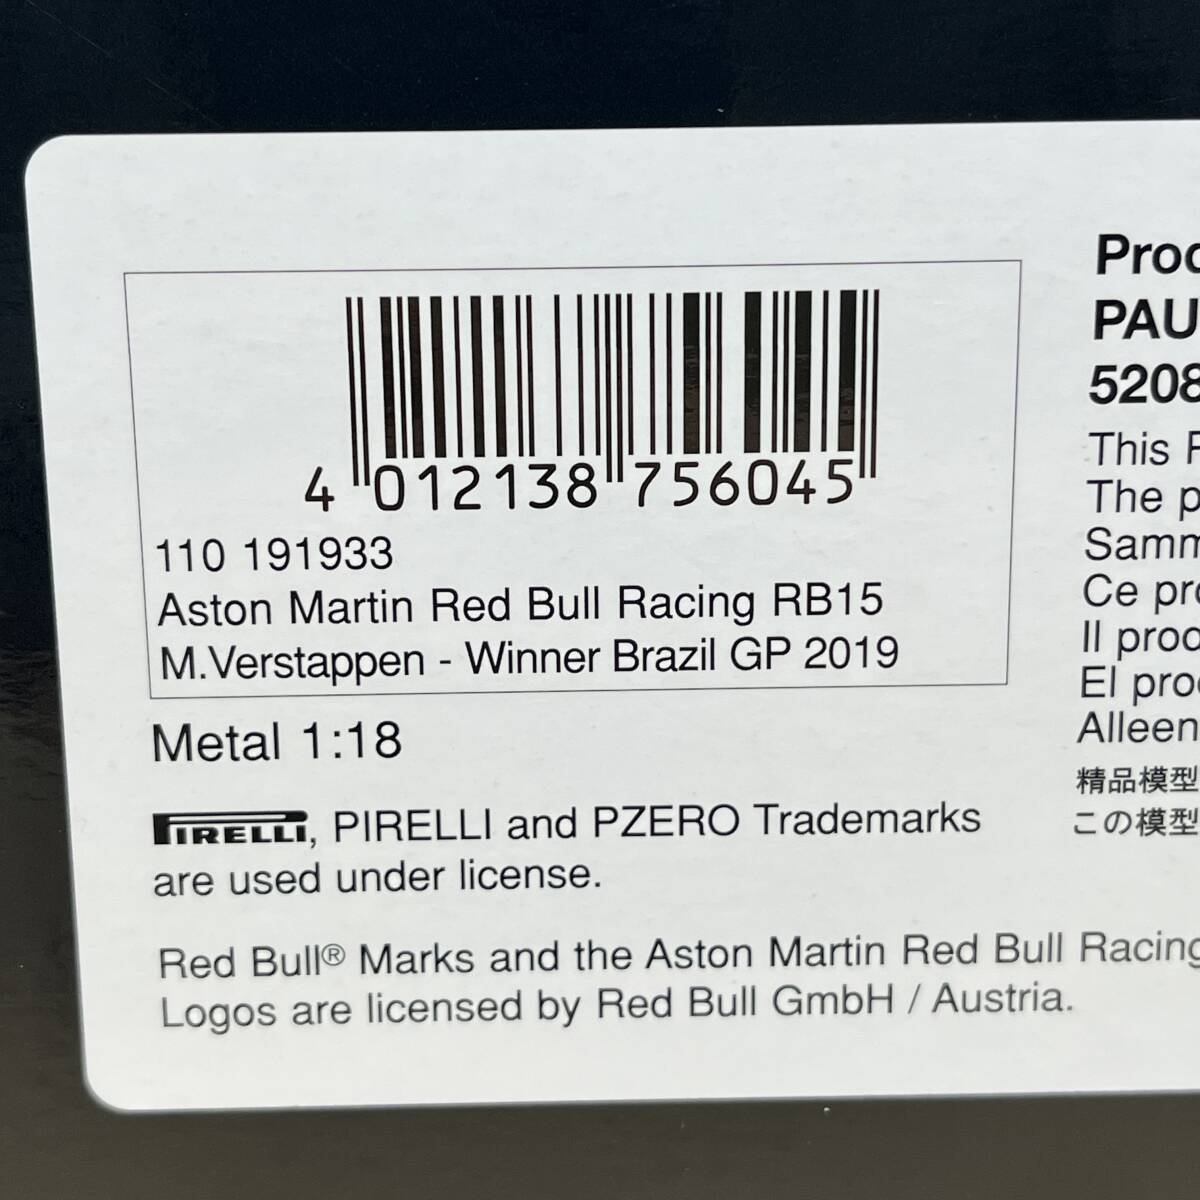 4 012138 756045
110 191933
Aston Martin Red Bull Racing RB15
M.Verstappen - Winner Brazil GP 2019
Metal 1:18
PIRELLI, PIRELLI and PZERO Trademarks
are used under license.
Red Bull® Marks and the Aston Martin Red Bull Racing
Logos are licensed by Red Bull GmbH / Austria.
Prod
PAU
5208
This P
The p
Samm
Ce pro
Il prod
El prod
Alleen
精品模型
この模型